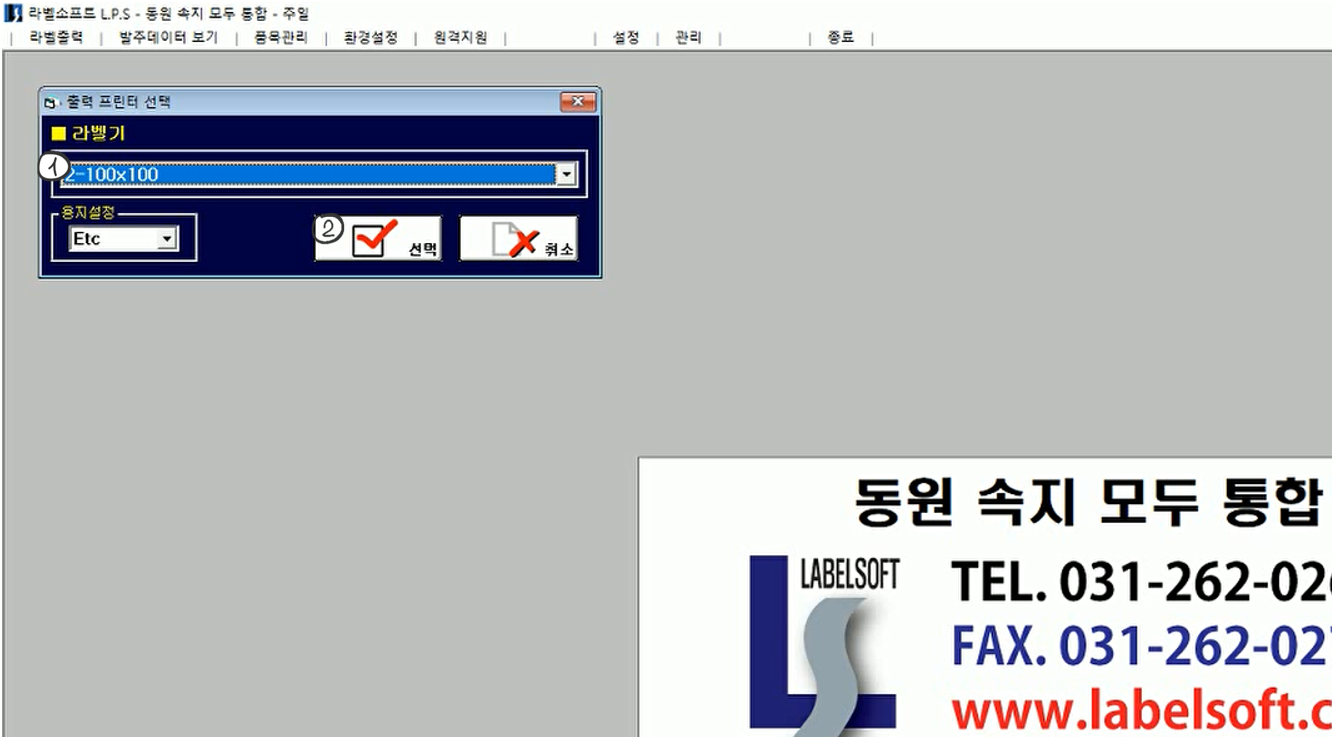 라벨소프트 L.P.S - 동원 속지 모두 통합 - 주일
| 라벨출력 | 발주데이터 보기 | 품목관리 | 환경설정 | 원격지원 | | 설정 | 관리 | | 종료 |
출력 프린터 선택
■ 라벨기
① 2-100x100
용지설정
Etc
② 선택
취소
동원 속지 모두 통합
LABELSOFT
TEL. 031-262-02
FAX. 031-262-02
www.labelsoft.c